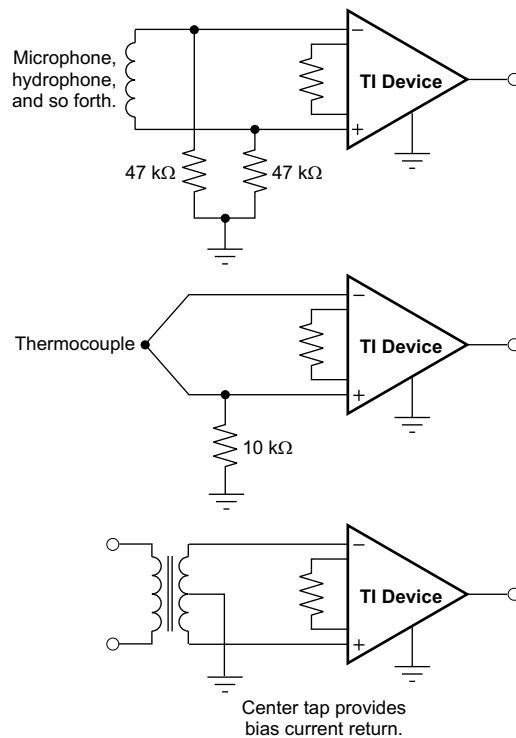 −
Microphone,
hydrophone,
and so forth.
TI Device
+
47 kΩ
47 kΩ
−
Thermocouple
TI Device
+
10 kΩ
−
TI Device
+
Center tap provides
bias current return.